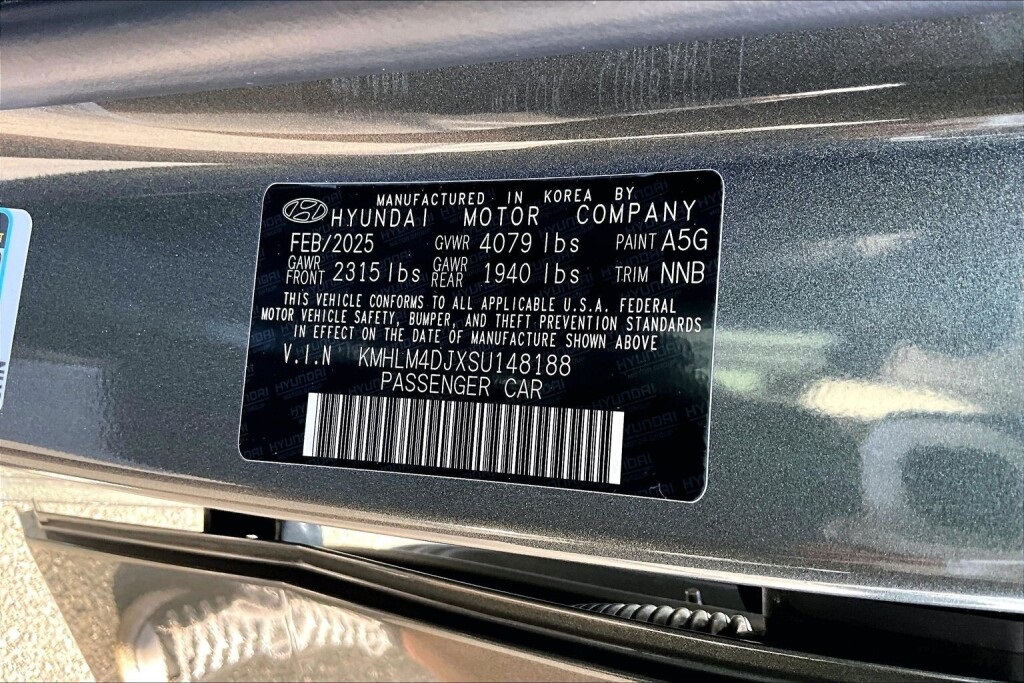 MANUFACTURED IN KOREA BY
HYUNDAI MOTOR COMPANY
FEB/2025 GVWR 4079 lbs PAINT A5G
GAWR FRONT 2315 lbs GAWR REAR 1940 lbs TRIM NNB
THIS VEHICLE CONFORMS TO ALL APPLICABLE U.S.A. FEDERAL
MOTOR VEHICLE SAFETY, BUMPER, AND THEFT PREVENTION STANDARDS
IN EFFECT ON THE DATE OF MANUFACTURE SHOWN ABOVE
V.I.N KMHLM4DJXSU148188
PASSENGER CAR